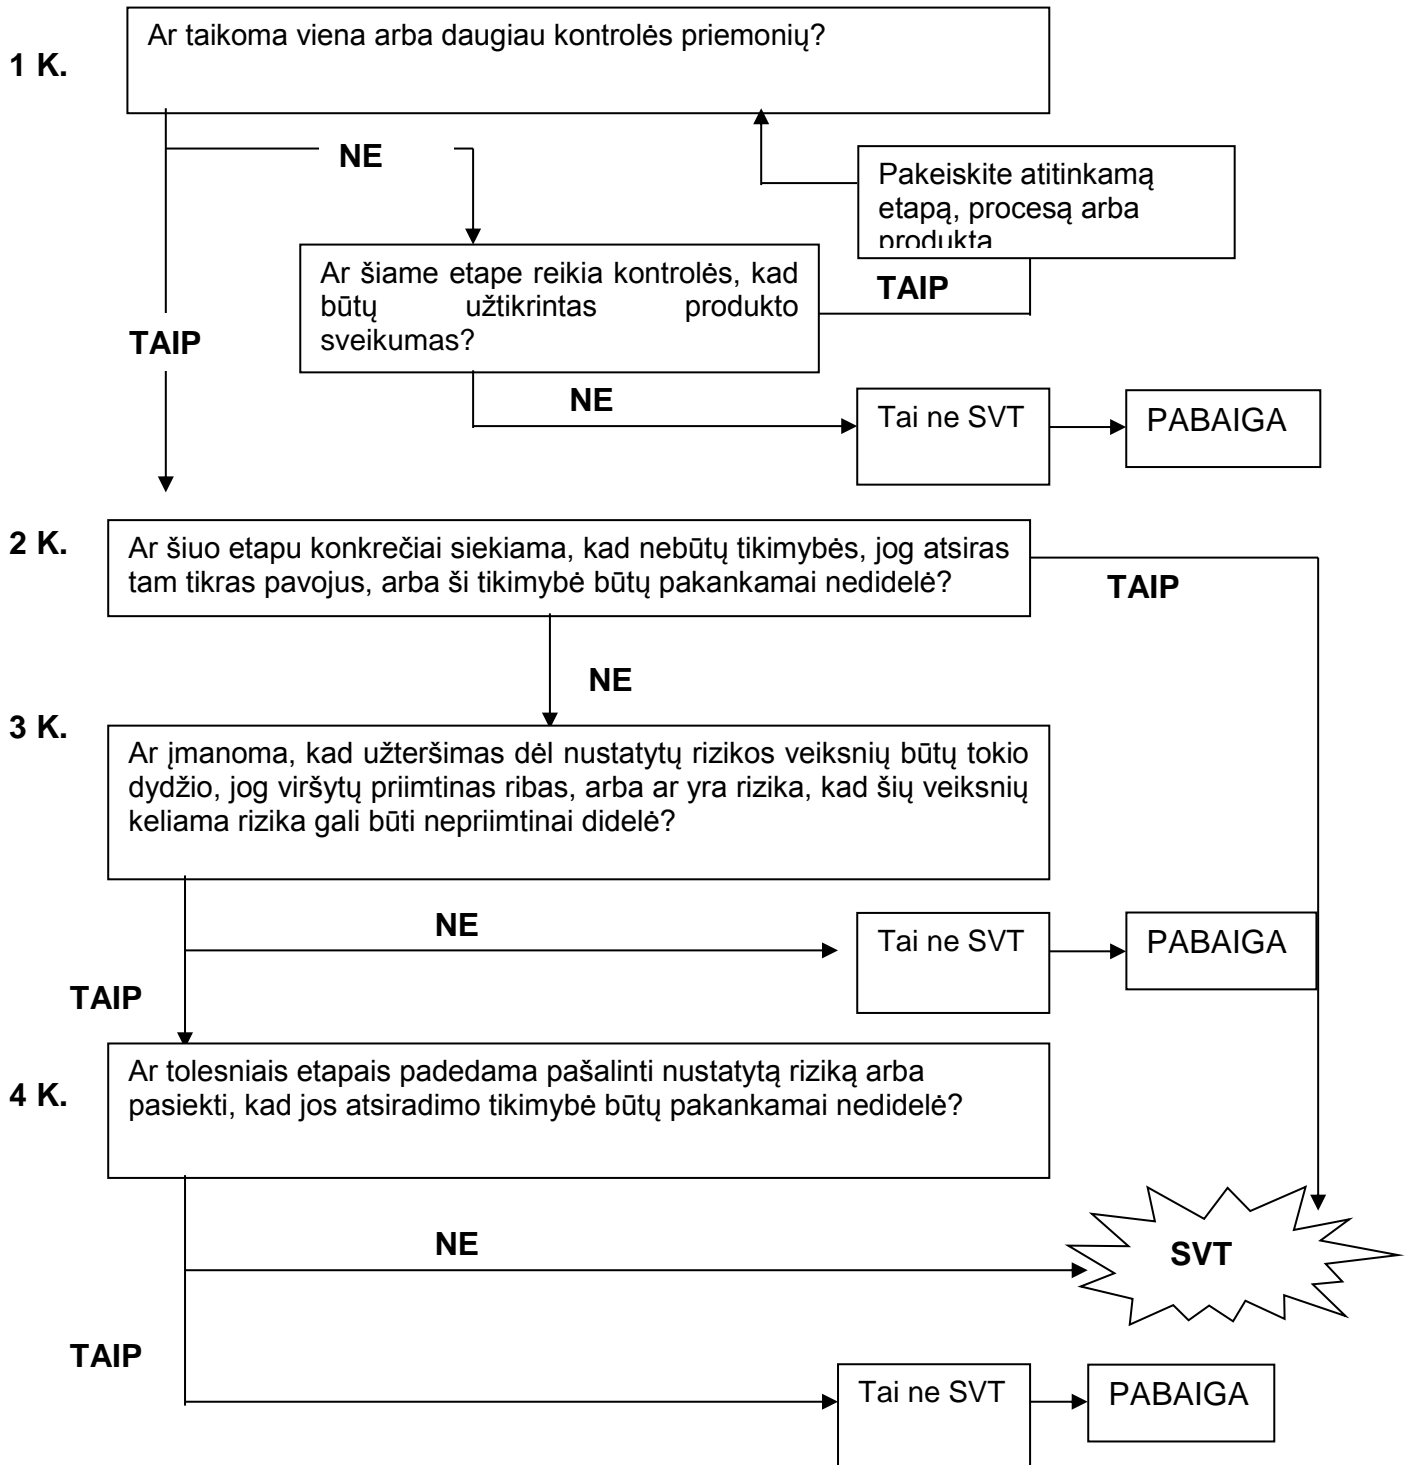 Ar taikoma viena arba daugiau kontrolės priemonių?
1 K.
NE
Pakeiskite atitinkamą
etapą, procesą arba
produktą
Ar šiame etape reikia kontrolės, kad
būtų užtikrintas produkto
sveikumas?
TAIP
TAIP
NE
Tai ne SVT
PABAIGA
2 K.
Ar šiuo etapu konkrečiai siekiama, kad nebūtų tikimybės, jog atsiras
tam tikras pavojus, arba ši tikimybė būtų pakankamai nedidelė?
TAIP
NE
3 K.
Ar įmanoma, kad užteršimas dėl nustatytų rizikos veiksnių būtų tokio
dydžio, jog viršytų priimtinas ribas, arba ar yra rizika, kad šių veiksnių
keliama rizika gali būti nepriimtinai didelė?
NE
Tai ne SVT
PABAIGA
TAIP
4 K.
Ar tolesniais etapais padedama pašalinti nustatytą riziką arba
pasiekti, kad jos atsiradimo tikimybė būtų pakankamai nedidelė?
NE
SVT
TAIP
Tai ne SVT
PABAIGA